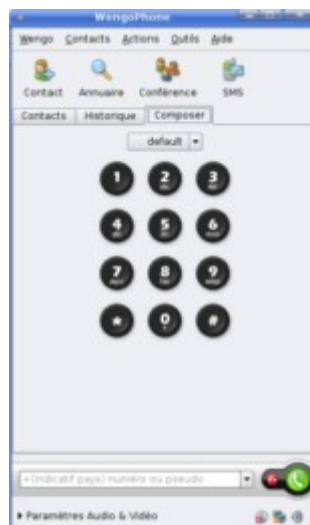 WengoPhone
Wengo Contacts Actions Outils Aide
Contact Annuaire Conférence SMS
Contacts Historique Composer
default
1 2 3
4 5 6
7 8 9
* 0 #
+(indicatif pays) numéro ou pseudo
Paramètres Audio & Vidéo